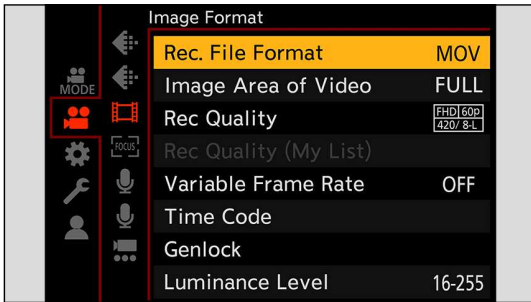 Image Format
Rec. File Format MOV
MODE
Image Area of Video FULL
Rec Quality FHD 60p 420/ 8-L
FOCUS
Rec Quality (My List)
Variable Frame Rate OFF
Time Code
Genlock
Luminance Level 16-255